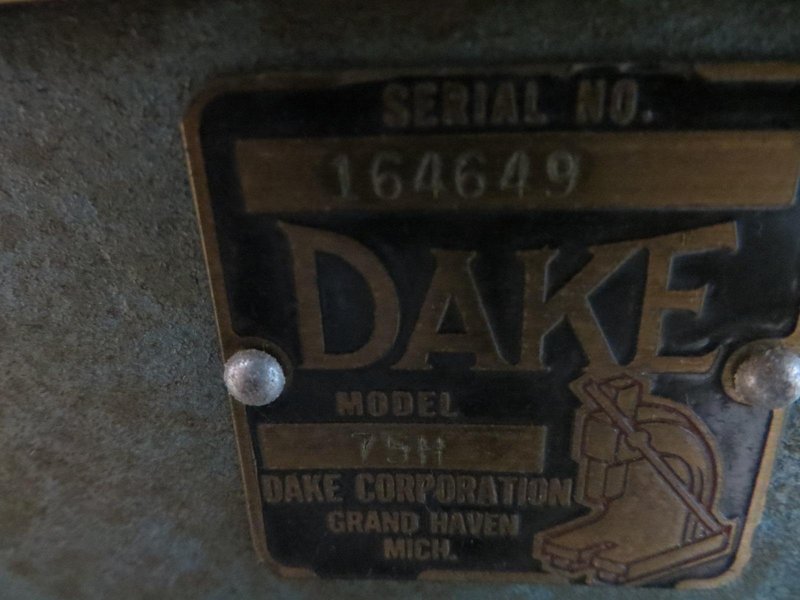 SERIAL NO.
164649
DAKE
MODEL
75H
DAKE CORPORATION
GRAND HAVEN
MICH.